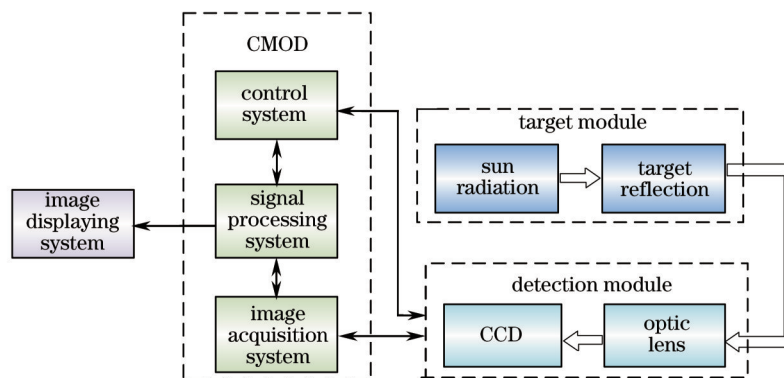 CMOD
control
system
signal
processing
system
image
acquisition
system
image
displaying
system
target module
sun
radiation
target
reflection
detection module
CCD
optic
lens